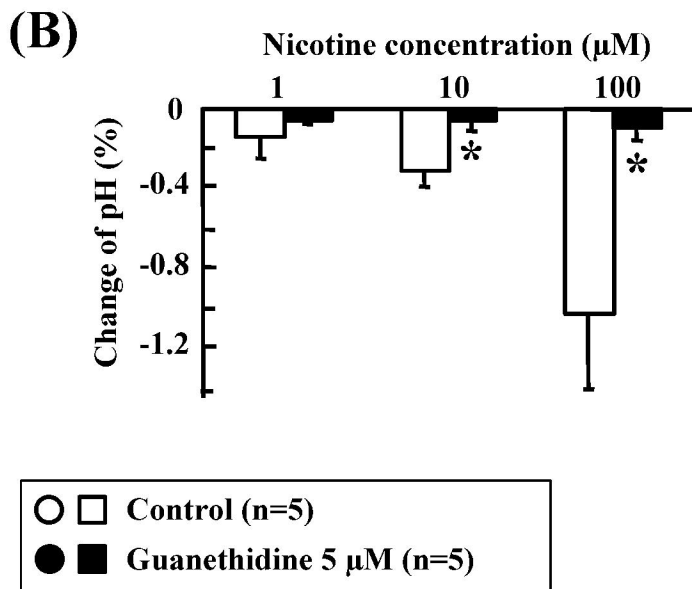 (B)
Nicotine concentration (μM)
1 10 100
Change of pH (%)
0
-0.4
-0.8
-1.2
*
*
Control (n=5)
Guanethidine 5 μM (n=5)